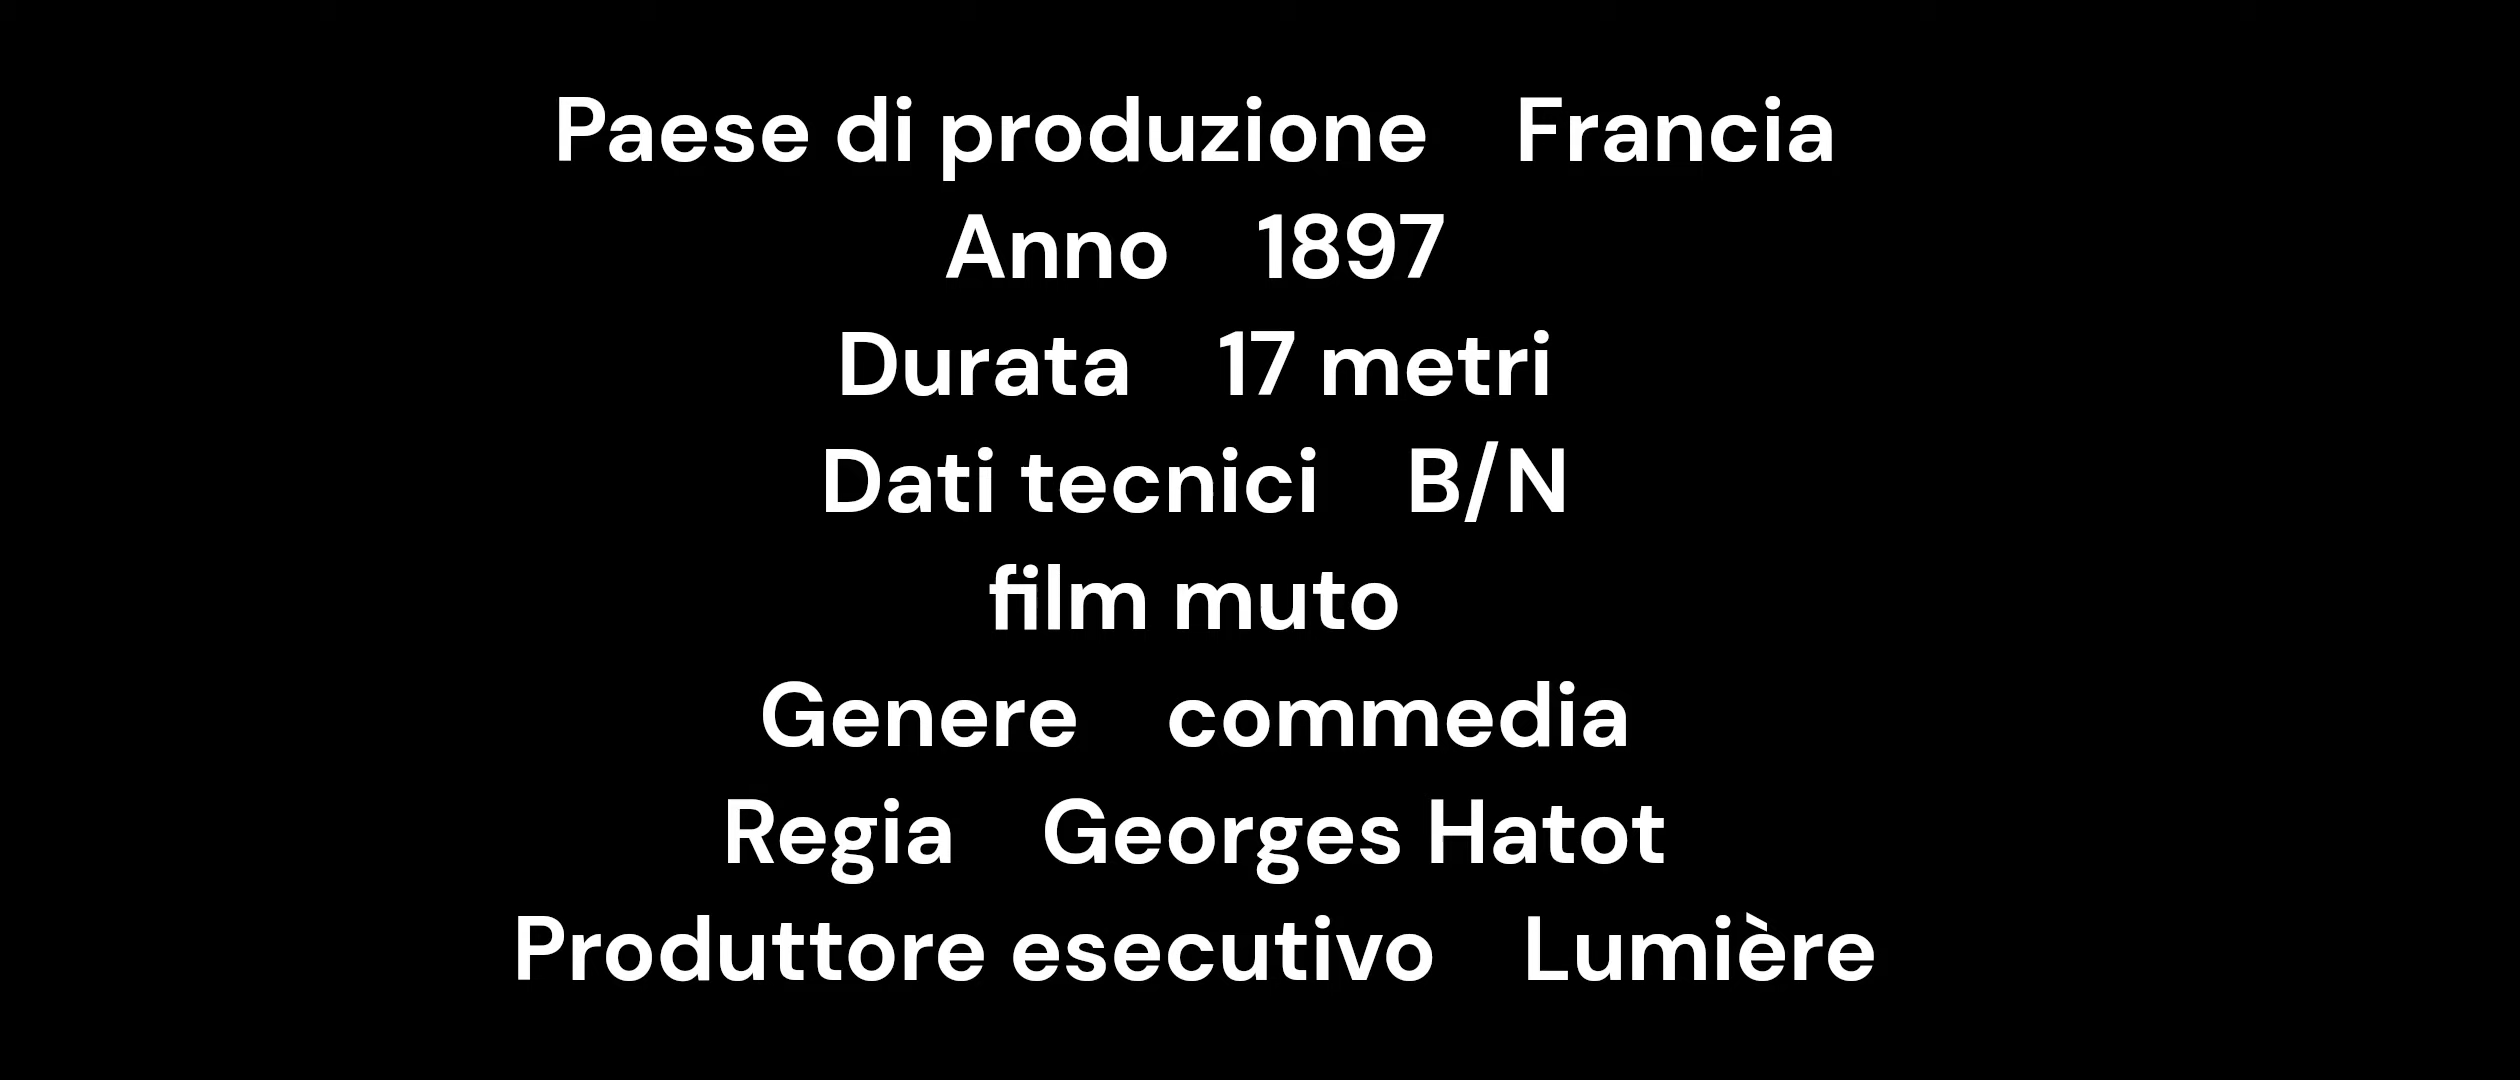 Paese di produzione Francia
Anno 1897
Durata 17 metri
Dati tecnici B/N
film muto
Genere commedia
Regia Georges Hatot
Produttore esecutivo Lumière